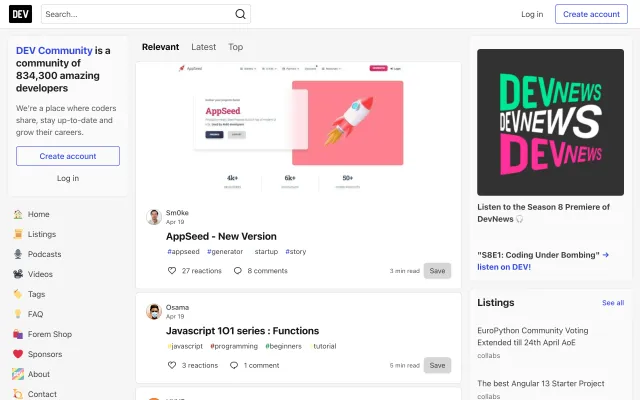 DEV
Search...
Log in
Create account
DEV Community is a
community of
834,300 amazing
developers
We're a place where coders
share, stay up-to-date and
grow their careers.
Create account
Log in
Home
Listings
Podcasts
Videos
Tags
FAQ
Forem Shop
Sponsors
About
Contact
Relevant
Latest
Top
AppSeed
AppSeed
4k+
6k+
50+
Sm0ke
Apr 19
AppSeed - New Version
#appseed #generator startup #story
27 reactions
8 comments
3 min read
Save
Osama
Apr 19
Javascript 101 series : Functions
#javascript #programming #beginners #tutorial
3 reactions
1 comment
5 min read
Save
DEVNEWS
DEVNEWS
DEVNEWS
Listen to the Season 8 Premiere of
DevNews
"S8E1: Coding Under Bombing" →
listen on DEV!
Listings
See all
EuroPython Community Voting
Extended till 24th April AoE
collabs
The best Angular 13 Starter Project
collabs